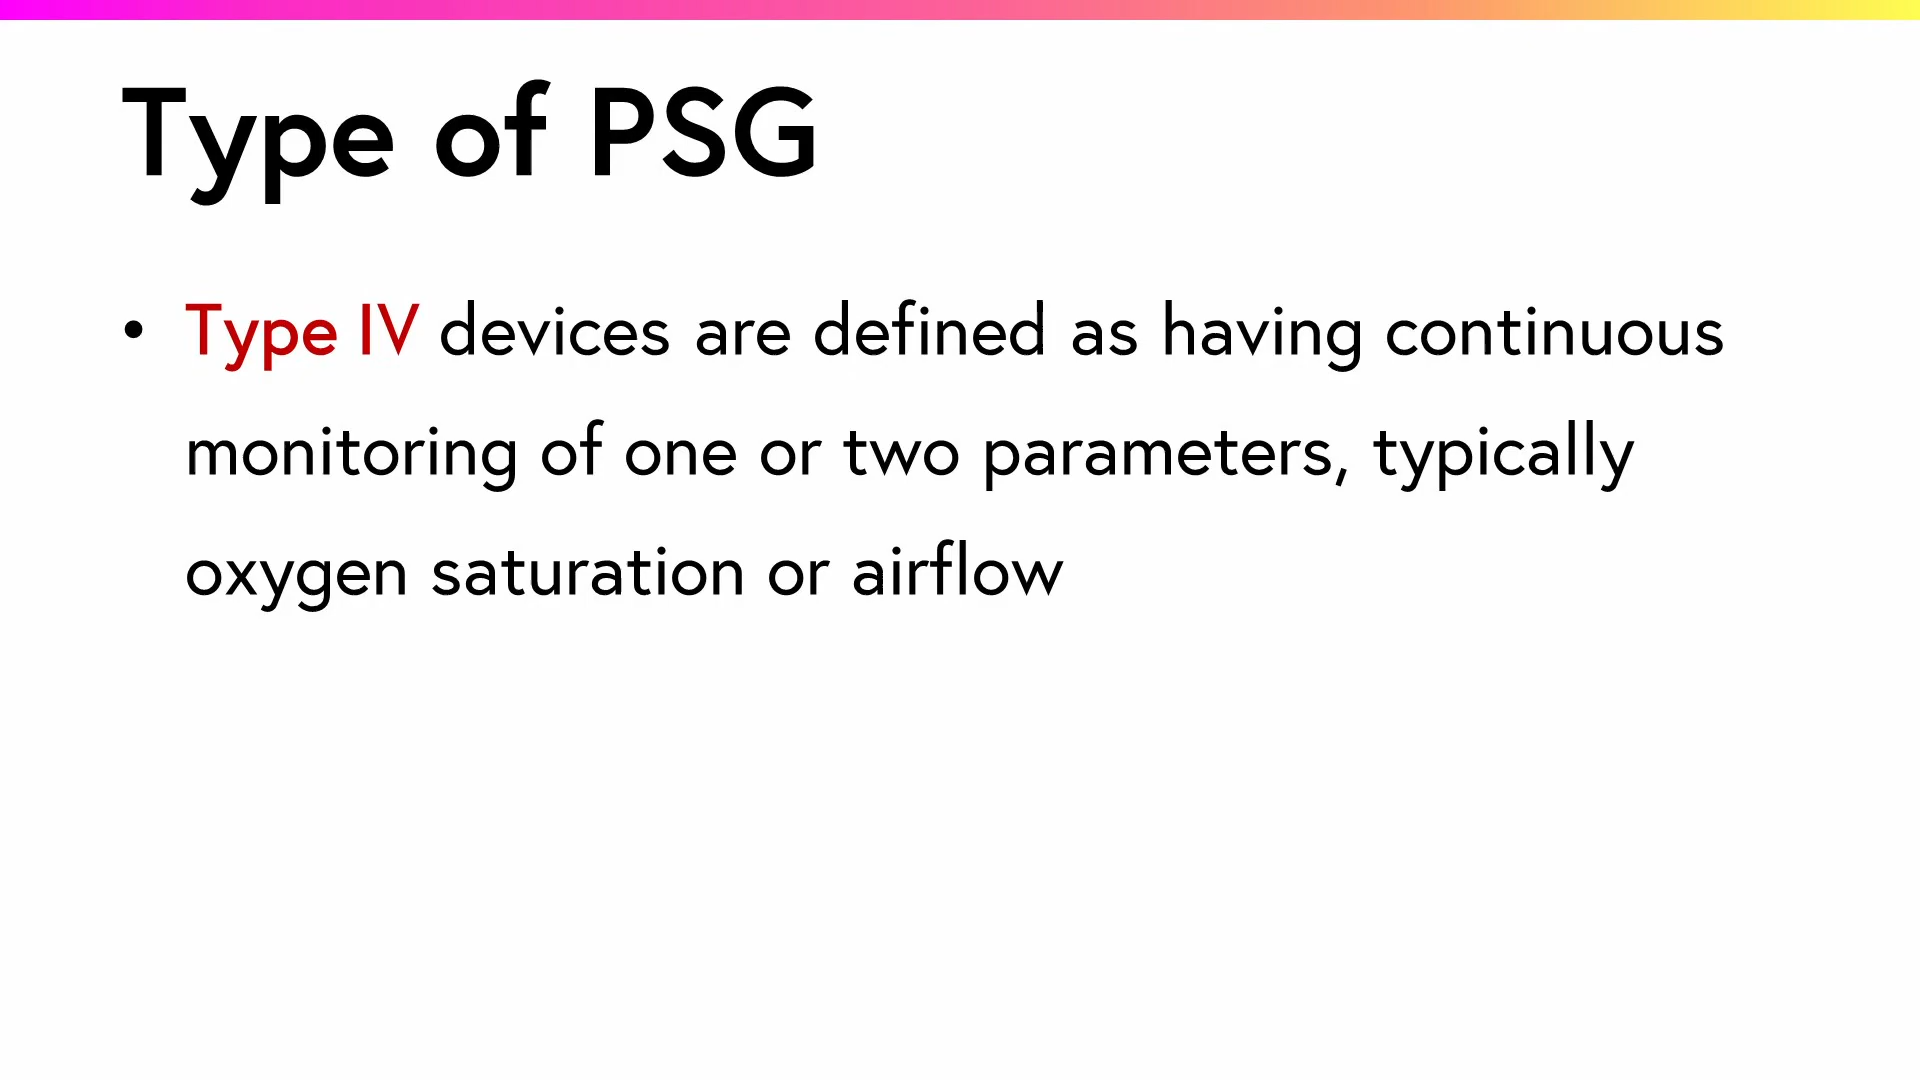 Type of PSG
• Type IV devices are defined as having continuous
monitoring of one or two parameters, typically
oxygen saturation or airflow